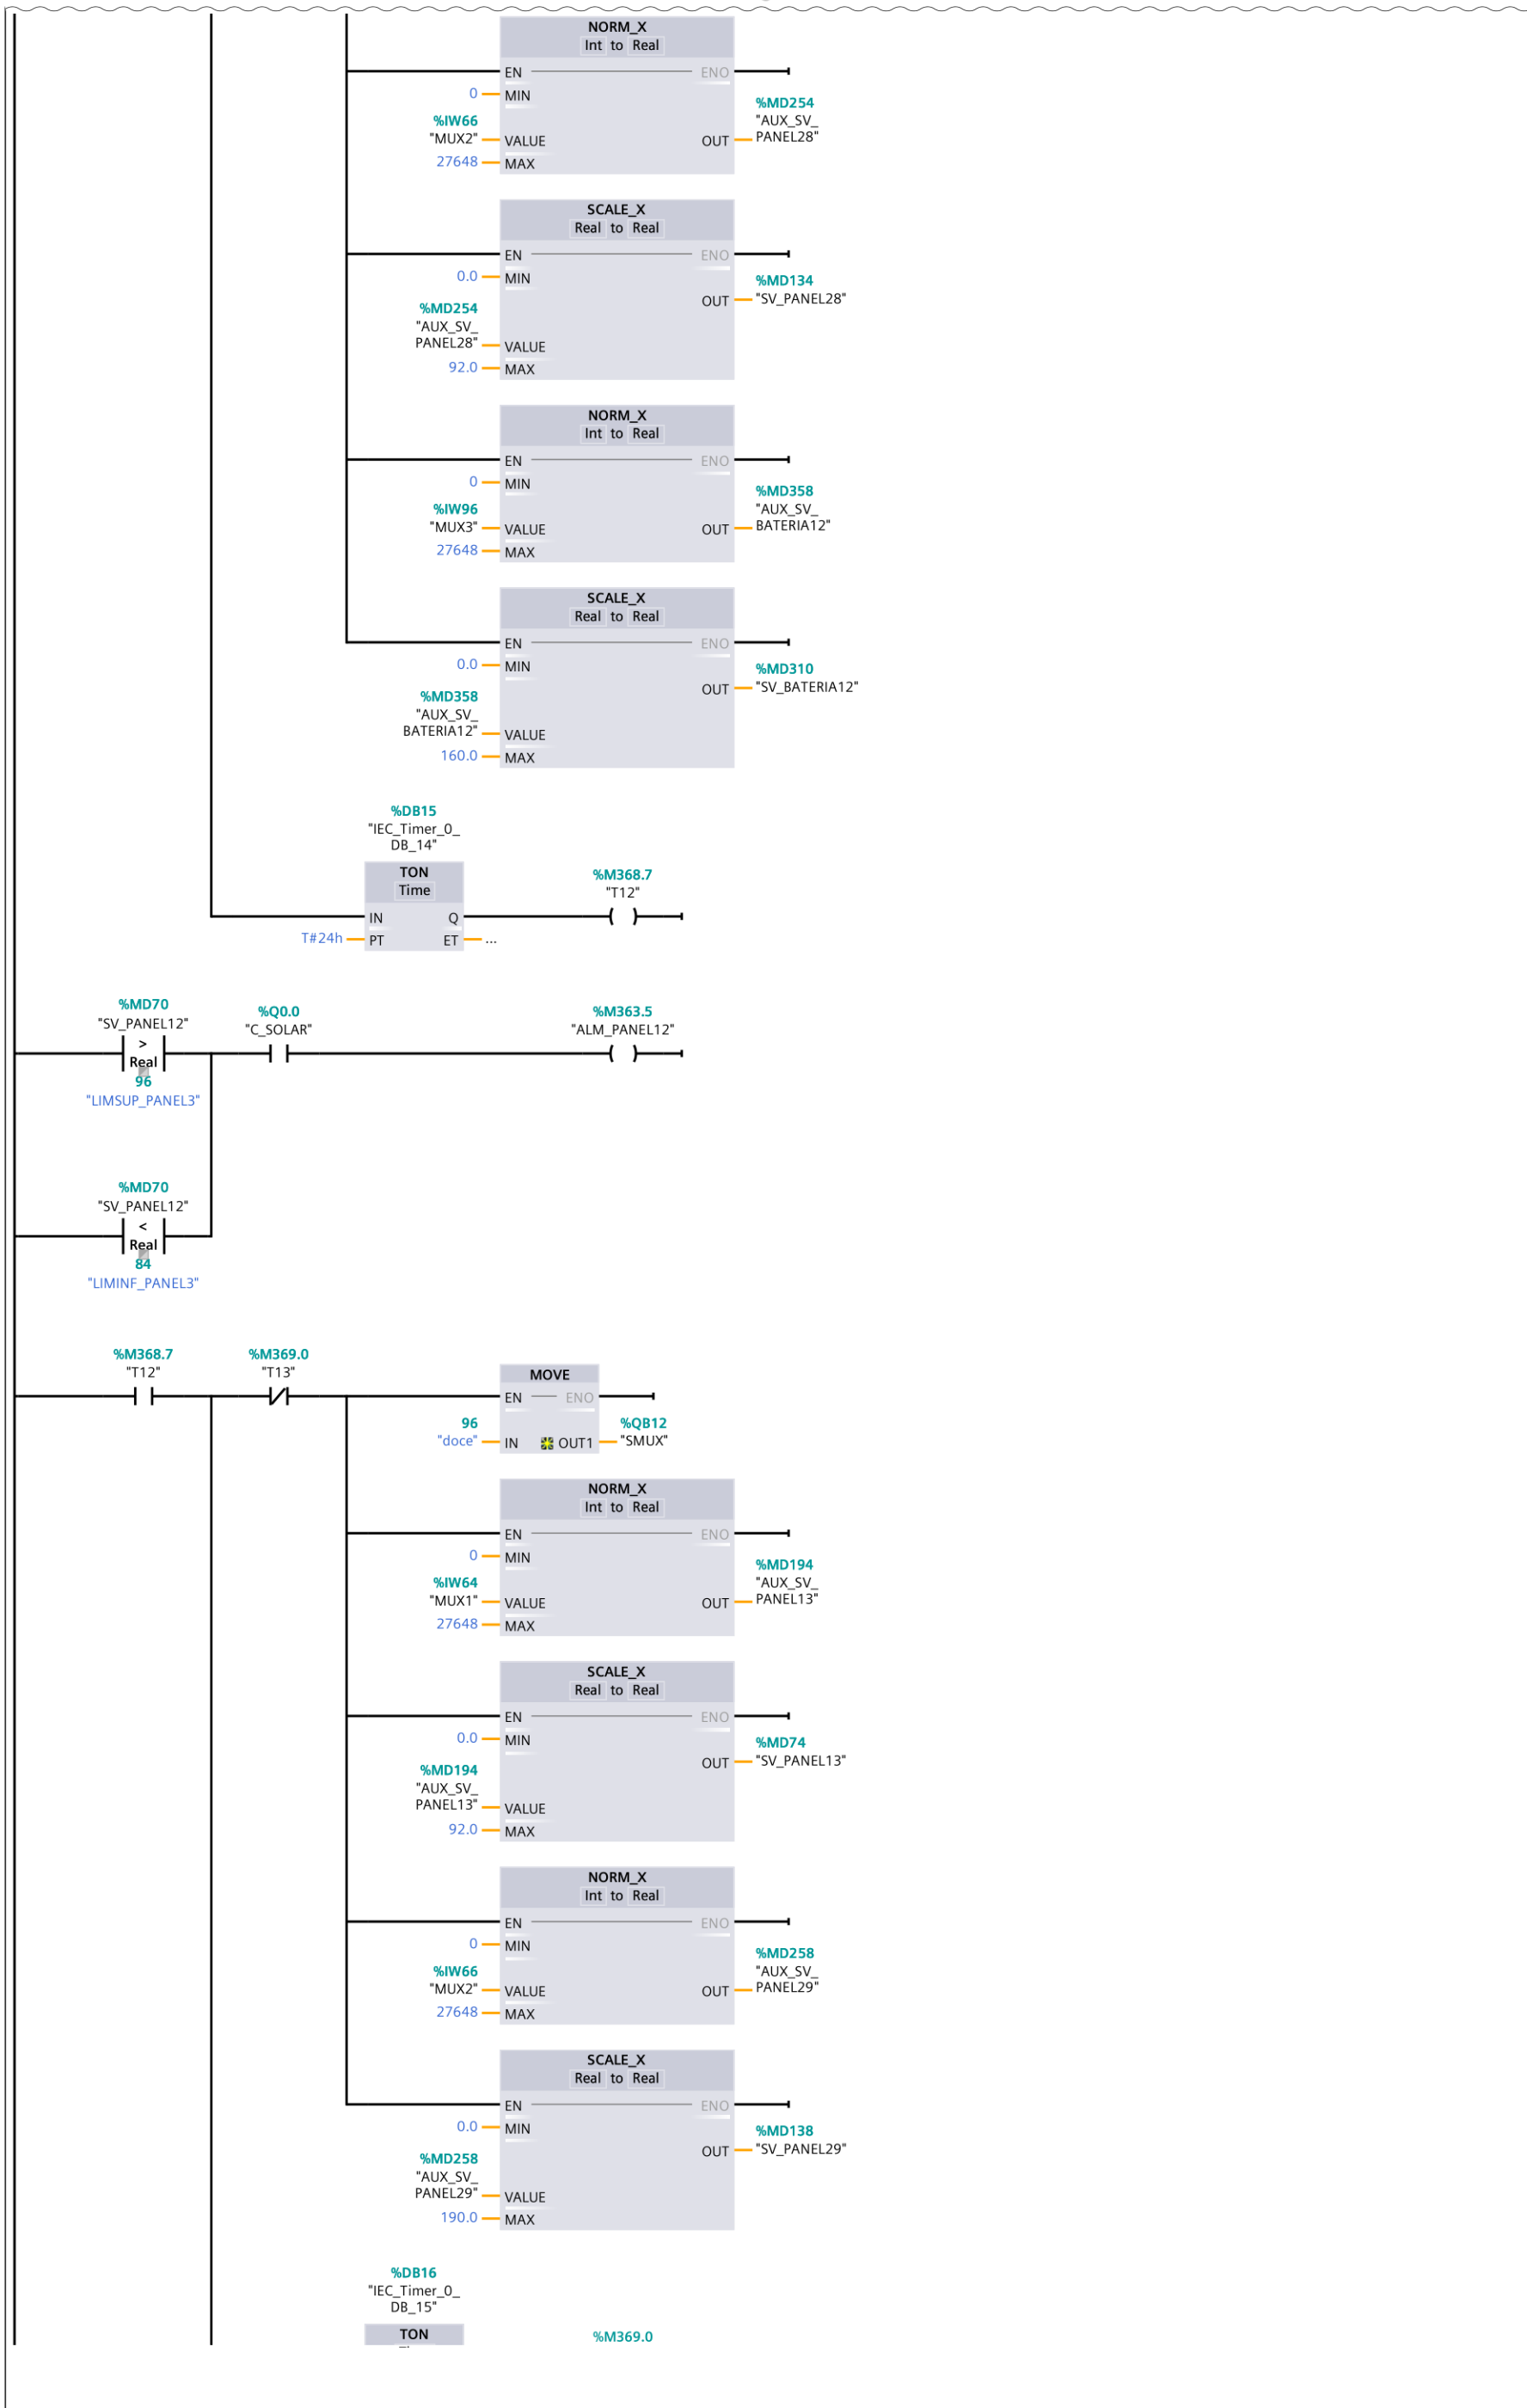 NORM_X
Int to Real
EN ENO
0 MIN
%MD254
%IW66 "AUX_SV_
"MUX2" VALUE OUT PANEL28"
27648 MAX
SCALE_X
Real to Real
EN ENO
0.0 MIN
%MD134
OUT "SV_PANEL28"
%MD254
"AUX_SV_
PANEL28" VALUE
92.0 MAX
NORM_X
Int to Real
EN ENO
0 MIN
%MD358
%IW96 "AUX_SV_
"MUX3" VALUE OUT BATERIA12"
27648 MAX
SCALE_X
Real to Real
EN ENO
0.0 MIN
%MD310
OUT "SV_BATERIA12"
%MD358
"AUX_SV_
BATERIA12" VALUE
160.0 MAX
%DB15
"IEC_Timer_0_
DB_14"
TON %M368.7
Time "T12"
IN Q
T#24h PT ET ...
%MD70 %Q0.0 %M363.5
"SV_PANEL12" "C_SOLAR" "ALM_PANEL12"
>
Real
96
"LIMSUP_PANEL3"
%MD70
"SV_PANEL12"
<
Real
84
"LIMINF_PANEL3"
%M368.7 %M369.0
"T12" "T13" MOVE
EN ENO
96 %QB12
"doce" IN OUT1 "SMUX"
NORM_X
Int to Real
EN ENO
0 MIN
%MD194
%IW64 "AUX_SV_
"MUX1" VALUE OUT PANEL13"
27648 MAX
SCALE_X
Real to Real
EN ENO
0.0 MIN
%MD74
OUT "SV_PANEL13"
%MD194
"AUX_SV_
PANEL13" VALUE
92.0 MAX
NORM_X
Int to Real
EN ENO
0 MIN
%MD258
%IW66 "AUX_SV_
"MUX2" VALUE OUT PANEL29"
27648 MAX
SCALE_X
Real to Real
EN ENO
0.0 MIN
%MD138
OUT "SV_PANEL29"
%MD258
"AUX_SV_
PANEL29" VALUE
190.0 MAX
%DB16
"IEC_Timer_0_
DB_15"
TON %M369.0